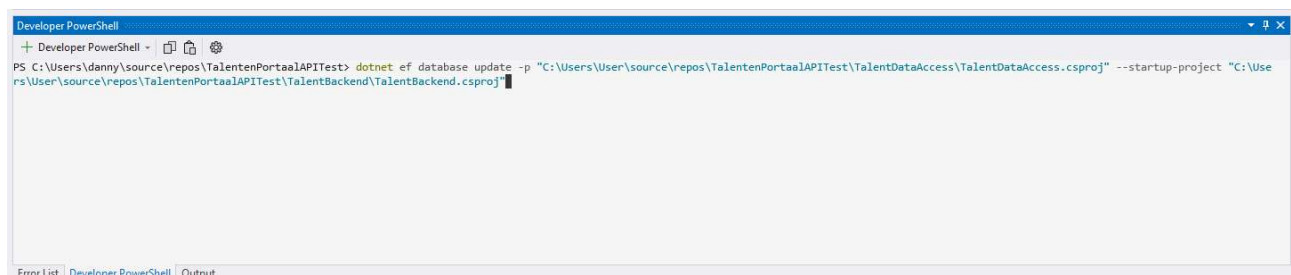 Developer PowerShell
+ Developer PowerShell
PS C:\Users\danny\source\repos\TalentenPortaalAPITest> dotnet ef database update -p "C:\Users\User\source\repos\TalentenPortaalAPITest\TalentDataAccess\TalentDataAccess.csproj" --startup-project "C:\Use
rs\User\source\repos\TalentenPortaalAPITest\TalentBackend\TalentBackend.csproj"
Error List Developer PowerShell Output